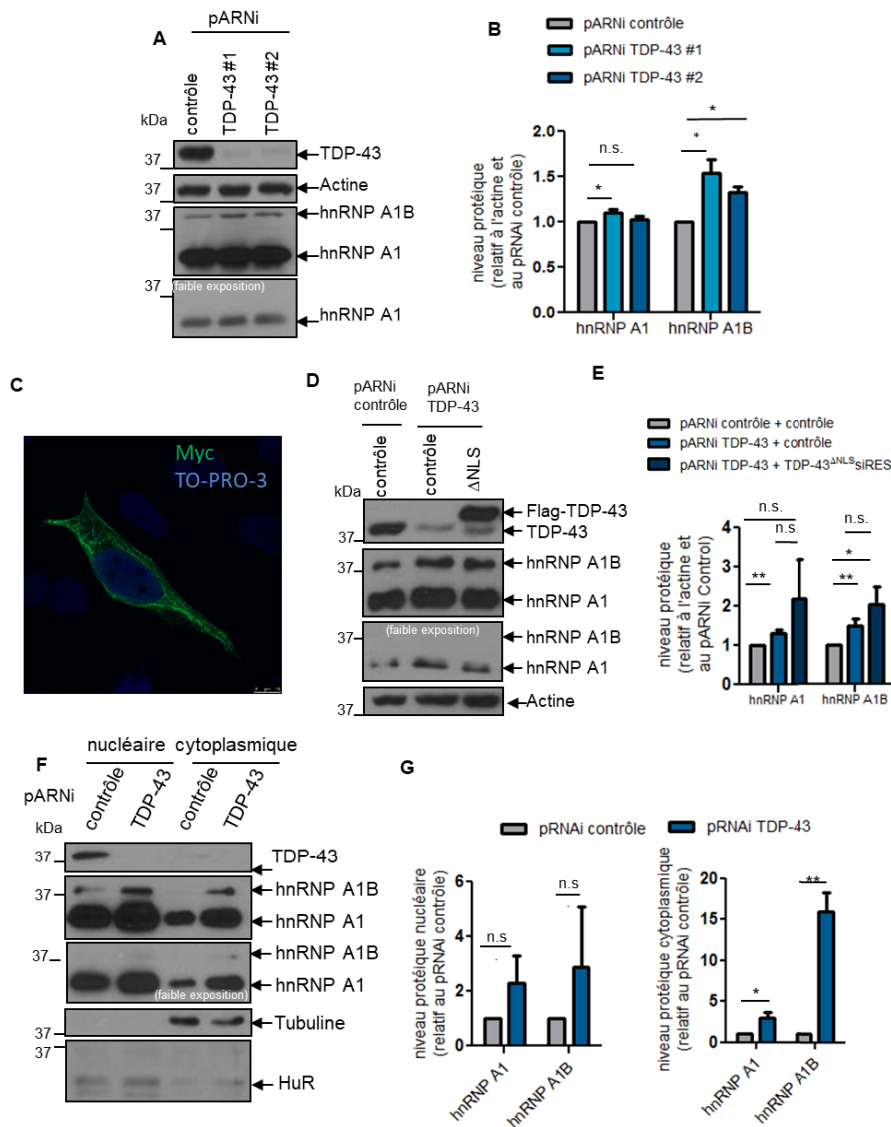 A
pARNi
contrôle
TDP-43 #1
TDP-43 #2
kDa
37
TDP-43
37
Actine
37
hnRNP A1B
hnRNP A1
37
(faible exposition)
hnRNP A1
B
pARNi contrôle
pARNi TDP-43 #1
pARNi TDP-43 #2
niveau protéique
(relatif à l'actine et
au pRNAi contrôle)
2.0
1.5
1.0
0.5
0.0
n.s.
*
*
*
hnRNP A1
hnRNP A1B
C
Myc
TO-PRO-3
D
pARNi
contrôle
pARNi
TDP-43
contrôle
contrôle
ΔNLS
kDa
37
Flag-TDP-43
TDP-43
37
hnRNP A1B
hnRNP A1
37
(faible exposition)
hnRNP A1B
hnRNP A1
37
Actine
E
pARNi contrôle + contrôle
pARNi TDP-43 + contrôle
pARNi TDP-43 + TDP-43ΔNLSsiRES
niveau protéique
(relatif à l'actine et
au pARNi Control)
4
3
2
1
0
n.s.
n.s.
**
n.s.
*
**
hnRNP A1
hnRNP A1B
F
nucléaire
cytoplasmique
pARNi
contrôle
TDP-43
contrôle
TDP-43
kDa
37
TDP-43
37
hnRNP A1B
hnRNP A1
37
hnRNP A1B
hnRNP A1
(faible exposition)
37
Tubuline
37
HuR
G
pRNAi contrôle
pRNAi TDP-43
niveau protéique nucléaire
(relatif au pRNAi contrôle)
6
4
2
0
n.s
n.s
hnRNP A1
hnRNP A1B
niveau protéique cytoplasmique
(relatif au pRNAi contrôle)
20
15
10
5
0
*
**
hnRNP A1
hnRNP A1B